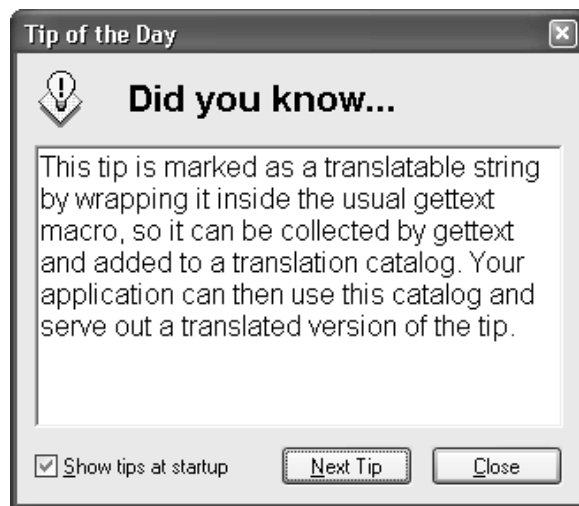 Tip of the Day
Did you know...
This tip is marked as a translatable string
by wrapping it inside the usual gettext
macro, so it can be collected by gettext
and added to a translation catalog. Your
application can then use this catalog and
serve out a translated version of the tip.
Show tips at startup
Next Tip
Close